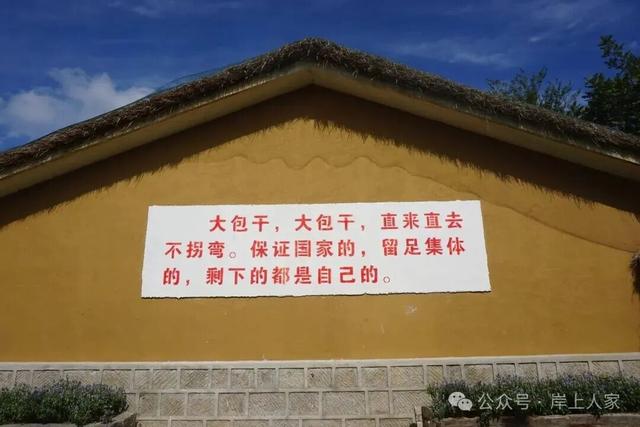 大包干，大包干，直来直去
不拐弯。保证国家的，留足集体
的，剩下的都是自己的。
公众号 · 岸上人家